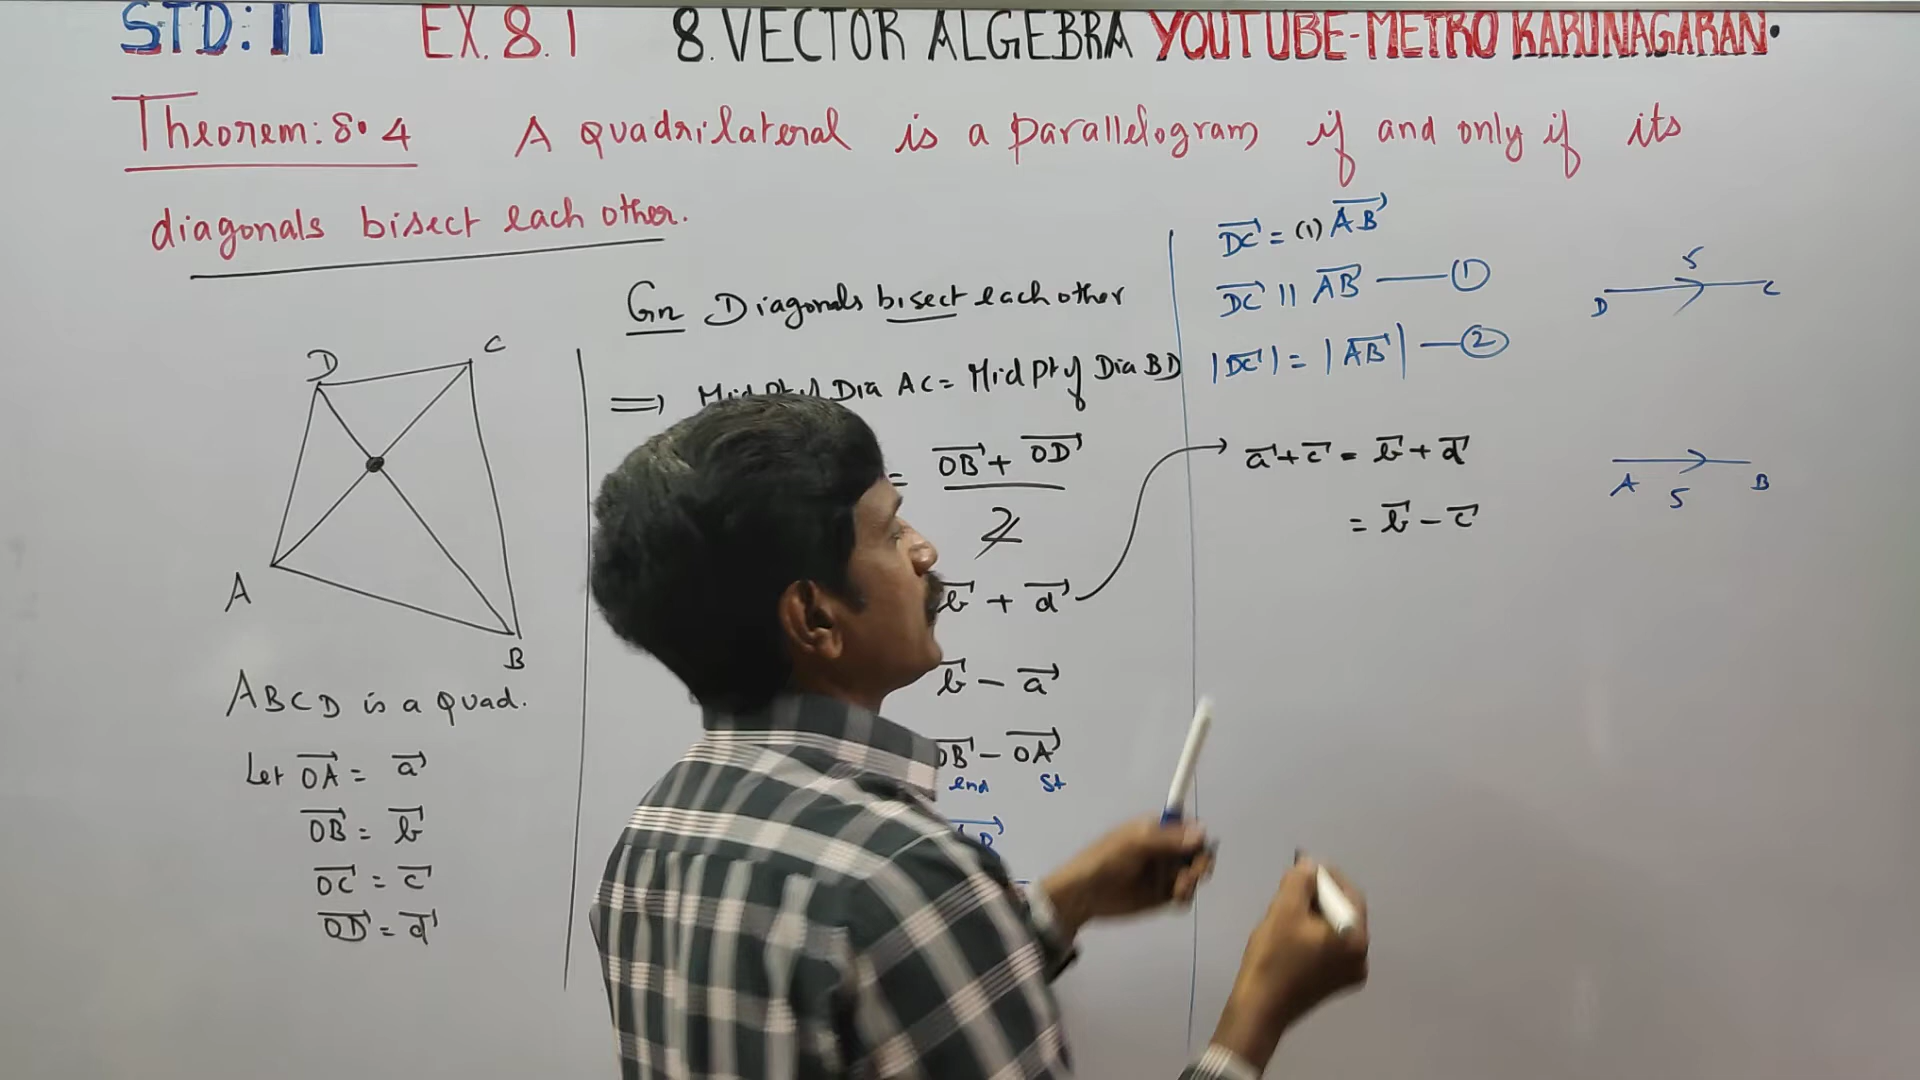 STD: 11 EX. 8.1 8. VECTOR ALGEBRA YOUTUBE-METRO KARUNAGARAN.
Theorem: 8.4 A quadrilateral is a parallelogram if and only if its
diagonals bisect each other.
D
C
A
B
ABCD is a quad.
Let OA⃗ = a⃗
OB⃗ = b⃗
OC⃗ = c⃗
OD⃗ = d⃗
Gn Diagonals bisect each other
⟹ Mid Pt of Dia AC = Mid Pt of Dia BD
= OB⃗ + OD⃗
2
b⃗ + d⃗
b⃗ - a⃗
OB⃗ - OA⃗
end St
DC⃗ = (1) AB⃗
DC⃗ || AB⃗ — ①
|DC⃗| = |AB⃗| — ②
a⃗ + c⃗ = b⃗ + d⃗
= b⃗ - c⃗
5
D C
A B
5